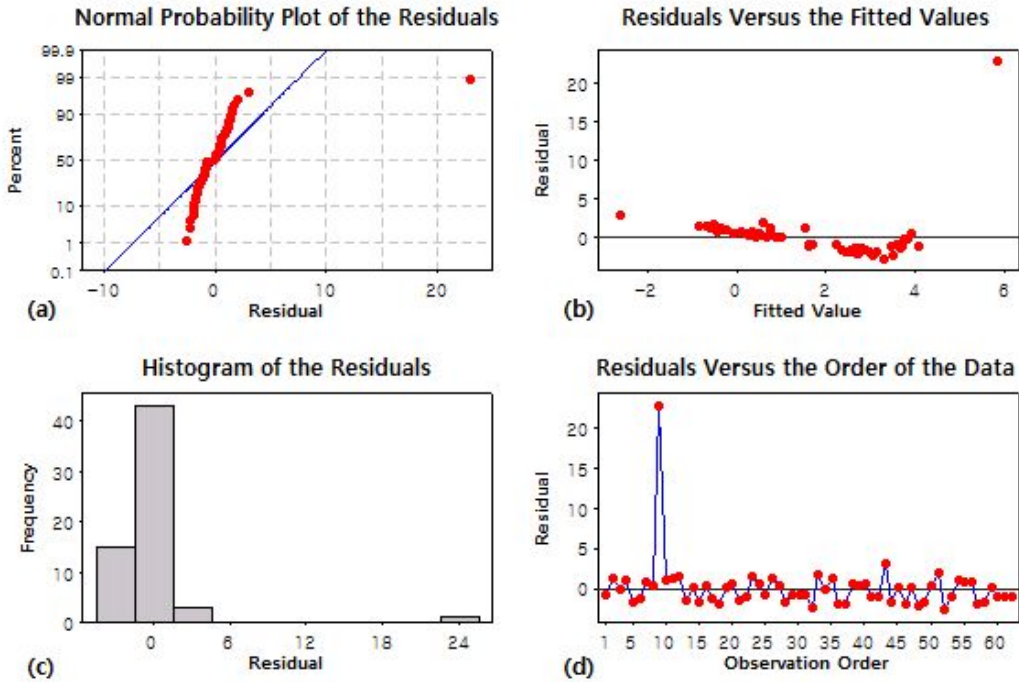 Normal Probability Plot of the Residuals
99.9
99
90
50
10
1
0.1
Percent
-10
0
10
20
Residual
(a)
Residuals Versus the Fitted Values
20
15
10
5
0
Residual
-2
0
2
4
6
Fitted Value
(b)
Histogram of the Residuals
40
30
20
10
0
Frequency
0
6
12
18
24
Residual
(c)
Residuals Versus the Order of the Data
20
15
10
5
0
Residual
1 5 10 15 20 25 30 35 40 45 50 55 60
Observation Order
(d)